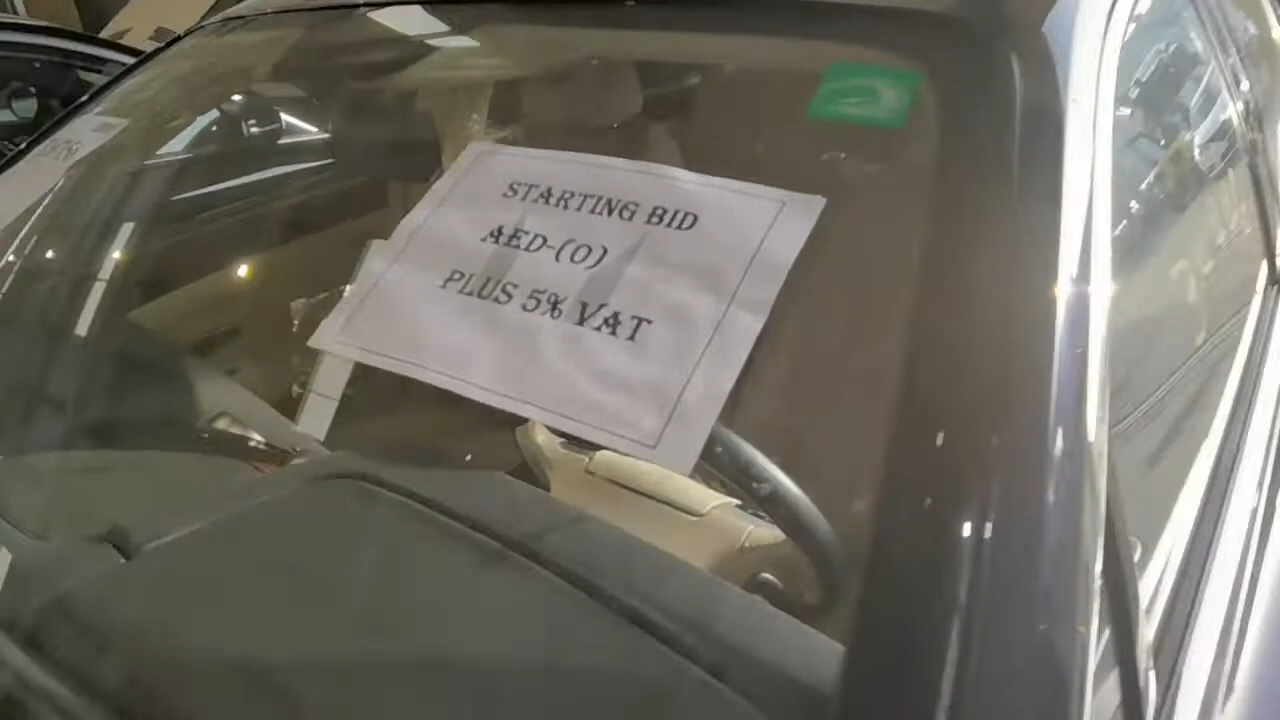 STARTING BID
AED-(0)
PLUS 5% VAT